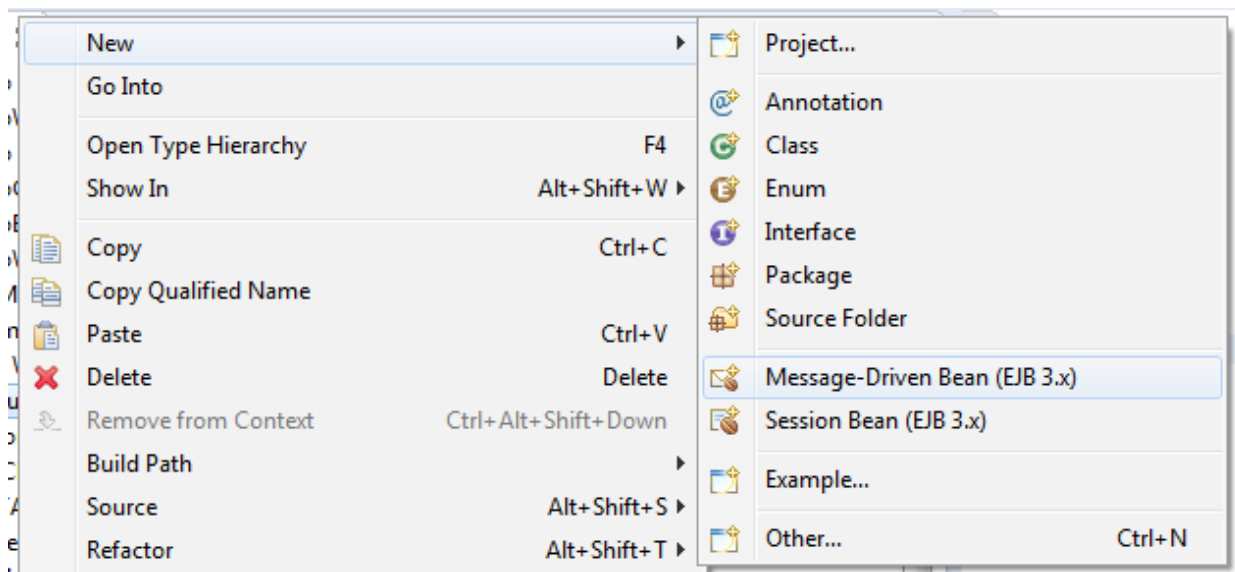 New
Go Into
Open Type Hierarchy F4
Show In Alt+Shift+W
Copy Ctrl+C
Copy Qualified Name
Paste Ctrl+V
Delete Delete
Remove from Context Ctrl+Alt+Shift+Down
Build Path
Source Alt+Shift+S
Refactor Alt+Shift+T
Project...
Annotation
Class
Enum
Interface
Package
Source Folder
Message-Driven Bean (EJB 3.x)
Session Bean (EJB 3.x)
Example...
Other... Ctrl+N